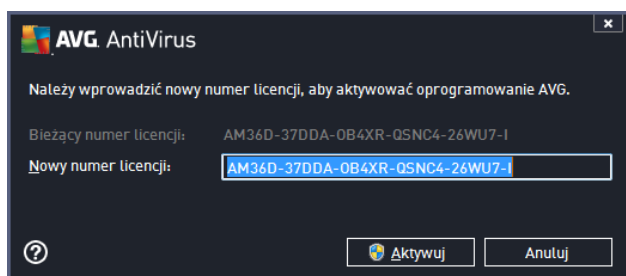 AVG AntiVirus
Należy wprowadzić nowy numer licencji, aby aktywować oprogramowanie AVG.
Bieżący numer licencji: AM36D-37DDA-OB4XR-QSNC4-26WU7-I
Nowy numer licencji: AM36D-37DDA-OB4XR-QSNC4-26WU7-I
Aktywuj Anuluj